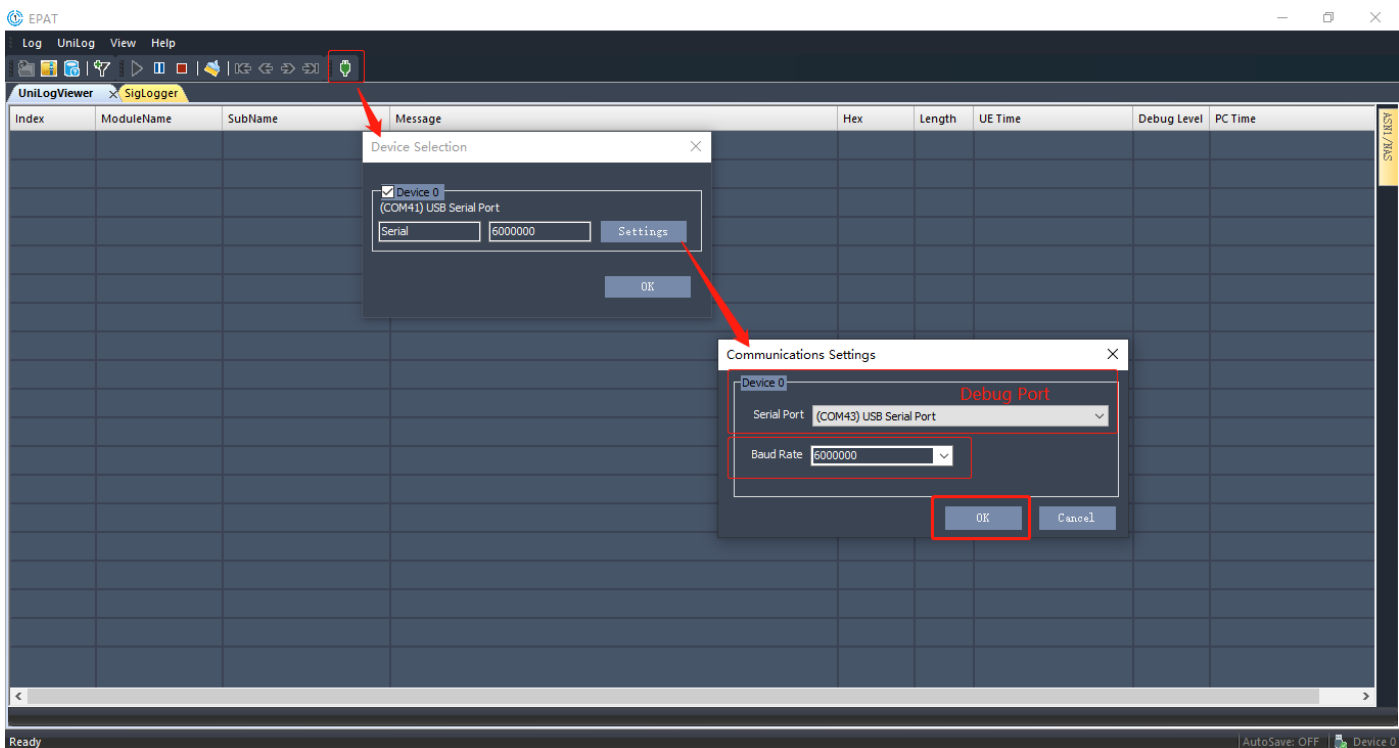 EPAT
Log UniLog View Help
UniLogViewer SigLogger
Index ModuleName SubName Message Hex Length UE Time Debug Level PC Time
ASN1/NAS
Device Selection
Device 0
(COM41) USB Serial Port
Serial 6000000 Settings
OK
Communications Settings
Device 0
Debug Port
Serial Port (COM43) USB Serial Port
Baud Rate 6000000
OK Cancel
Ready AutoSave: OFF Device 0